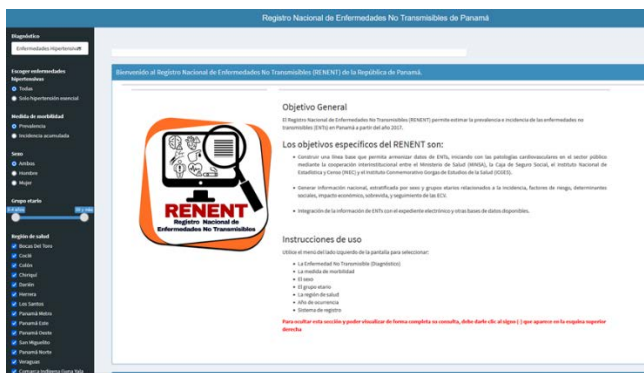 Registro Nacional de Enfermedades No Transmisibles de Panamá
Diagnóstico
Enfermedades Hipertensivas
Escoger enfermedades
hipertensivas
Todas
Solo hipertensión esencial
Medida de morbilidad
Prevalencia
Incidencia acumulada
Sexo
Ambos
Hombre
Mujer
Grupo etario
Región de salud
Bocas Del Toro
Coclé
Colón
Chiriquí
Darién
Herrera
Los Santos
Panamá Metro
Panamá Este
Panamá Oeste
San Miguelito
Panamá Norte
Veraguas
Comarca Indígena Guna Yala
Bienvenido al Registro Nacional de Enfermedades No Transmisibles (RENENT) de la República de Panamá.
RENENT
Registro Nacional de
Enfermedades No Transmisibles
Objetivo General
El Registro Nacional de Enfermedades No Transmisibles (RENENT) permite estimar la prevalencia e incidencia de las enfermedades no
transmisibles (ENTs) en Panamá a partir del año 2017.
Los objetivos específicos del RENENT son:
• Construir una línea base que permita armonizar datos de ENTs, iniciando con las patologías cardiovasculares en el sector público
mediante la cooperación interinstitucional entre el Ministerio de Salud (MINSA), la Caja de Seguro Social, el Instituto Nacional de
Estadística y Censo (INEC) y el Instituto Conmemorativo Gorgas de Estudios de la Salud (ICGES).
• Generar información nacional, estratificada por sexo y grupos etarios relacionados a la incidencia, factores de riesgo, determinantes
sociales, impacto económico, sobrevida, y seguimiento de las ECV.
• Integración de la información de ENTs con el expediente electrónico y otras bases de datos disponibles.
Instrucciones de uso
Utilice el menú del lado izquierdo de la pantalla para seleccionar:
• La Enfermedad No Transmisible (Diagnóstico)
• La medida de morbilidad
• El sexo
• El grupo etario
• La región de salud
• Año de ocurrencia
• Sistema de registro
Para ocultar esta sección y poder visualizar de forma completa su consulta, debe darle clic al signo (-) que aparece en la esquina superior
derecha